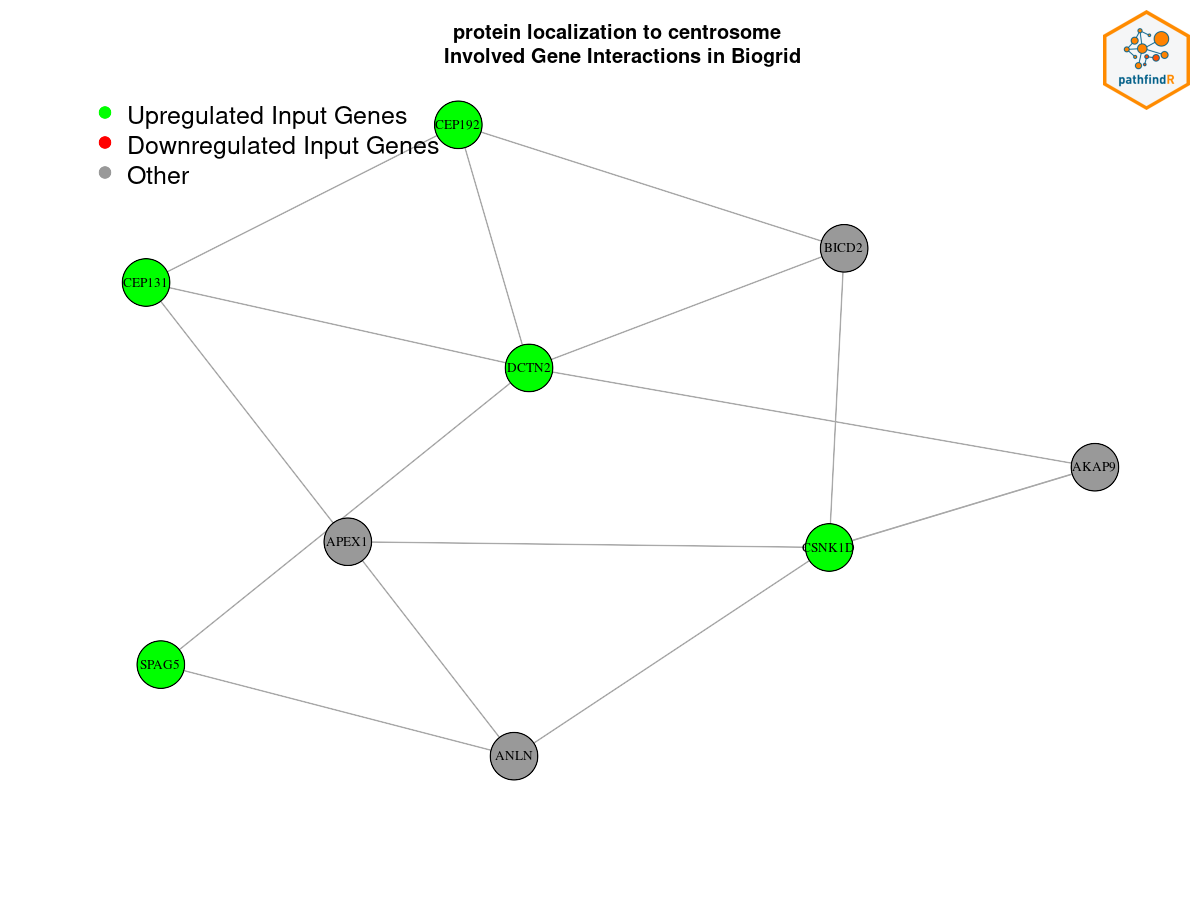 protein localization to centrosome
Involved Gene Interactions in Biogrid
pathfindR
Upregulated Input Genes
Downregulated Input Genes
Other
CEP192
BICD2
CEP131
DCTN2
AKAP9
APEX1
CSNK1D
SPAG5
ANLN